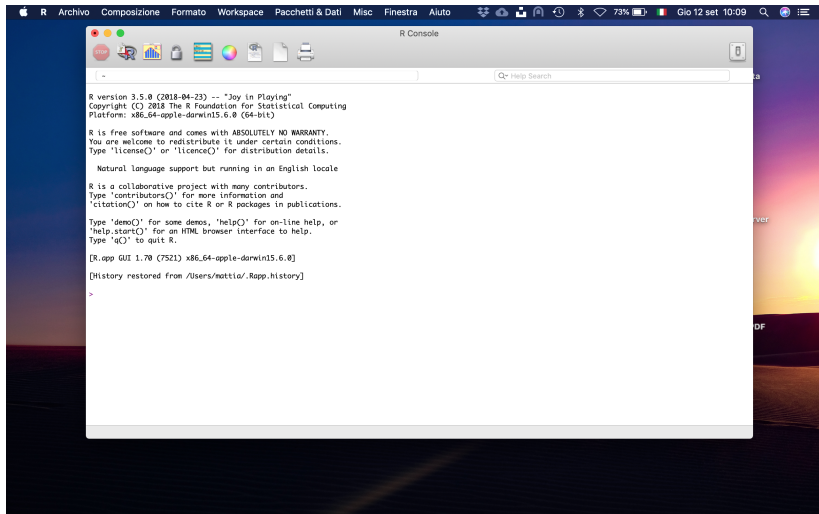 R Archivo Composizione Formato Workspace Pacchetti & Dati Misc Finestra Aiuto 73% Gio 12 set 10:09
R Console
STOP
~
Help Search
R version 3.5.0 (2018-04-23) -- "Joy in Playing"
Copyright (C) 2018 The R Foundation for Statistical Computing
Platform: x86_64-apple-darwin15.6.0 (64-bit)
R is free software and comes with ABSOLUTELY NO WARRANTY.
You are welcome to redistribute it under certain conditions.
Type 'license()' or 'licence()' for distribution details.
Natural language support but running in an English locale
R is a collaborative project with many contributors.
Type 'contributors()' for more information and
'citation()' on how to cite R or R packages in publications.
Type 'demo()' for some demos, 'help()' for on-line help, or
'help.start()' for an HTML browser interface to help.
Type 'q()' to quit R.
[R.app GUI 1.70 (7521) x86_64-apple-darwin15.6.0]
[History restored from /Users/mattia/.Rapp.history]
>
ta
rver
PDF